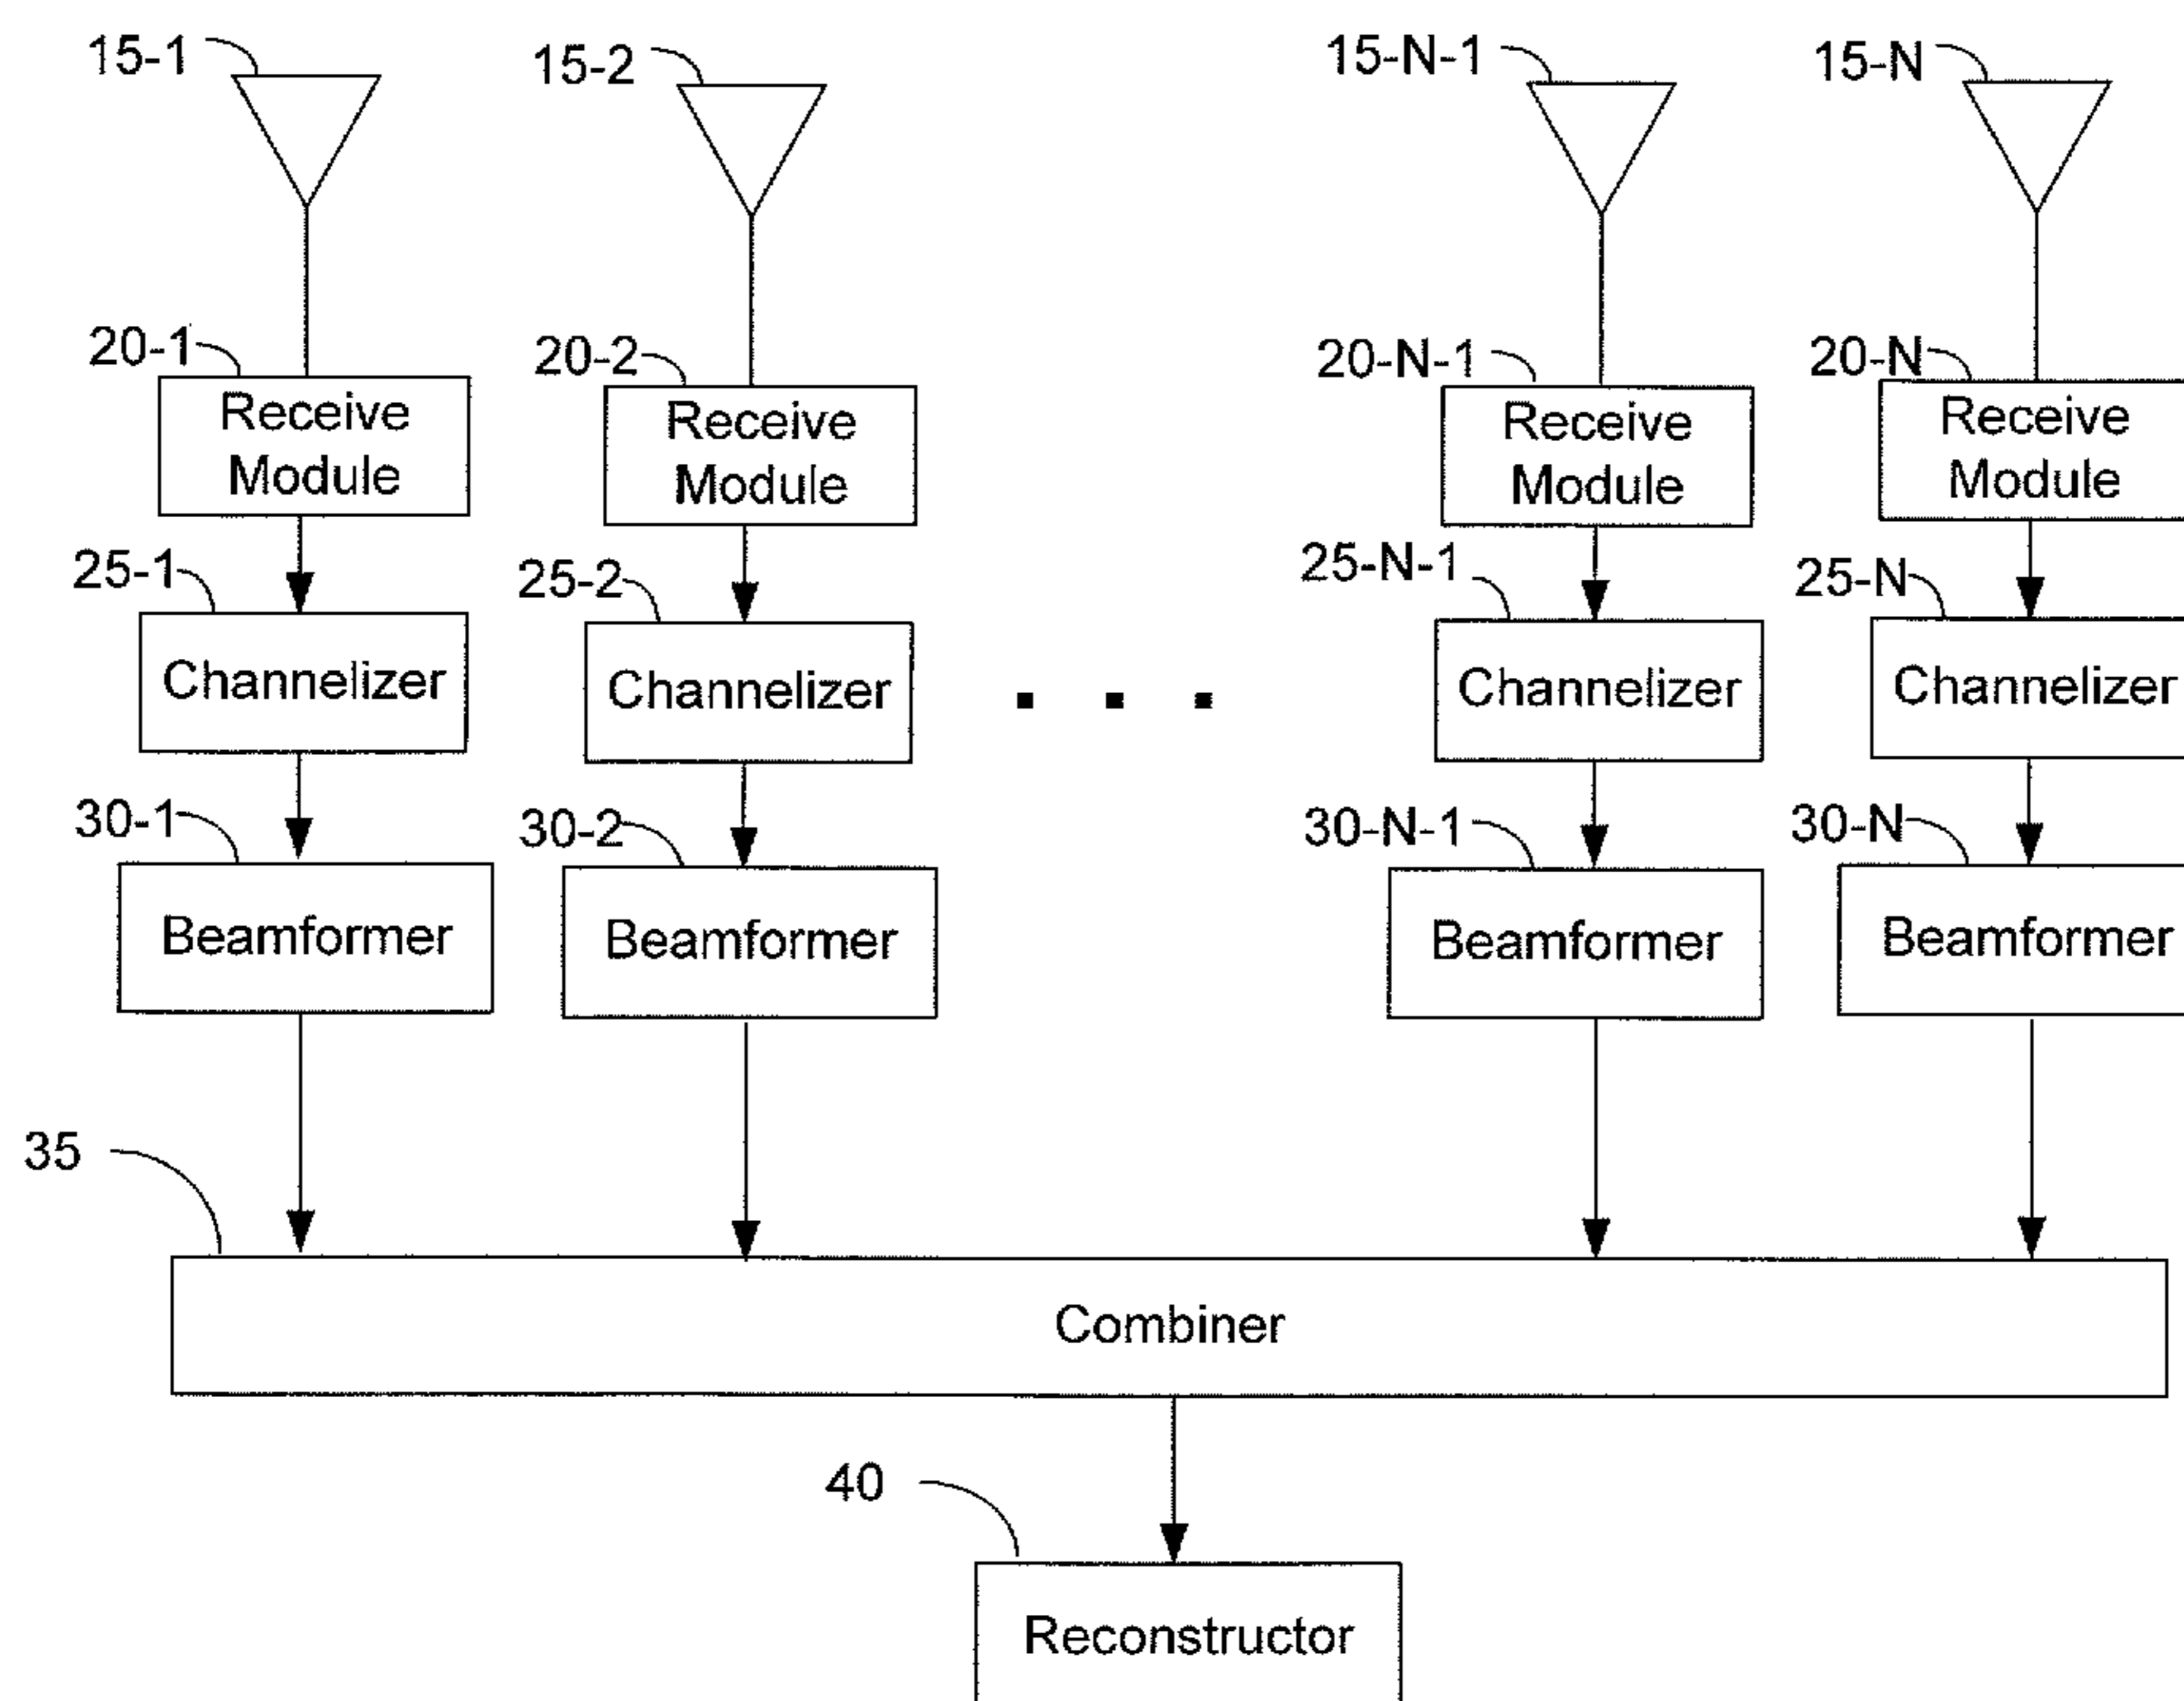 15-1
15-2
15-N-1
15-N
20-1
20-2
20-N-1
20-N
Receive
Module
Receive
Module
Receive
Module
Receive
Module
25-1
25-2
25-N-1
25-N
Channelizer
Channelizer
. . .
Channelizer
Channelizer
30-1
30-2
30-N-1
30-N
Beamformer
Beamformer
Beamformer
Beamformer
35
Combiner
40
Reconstructor